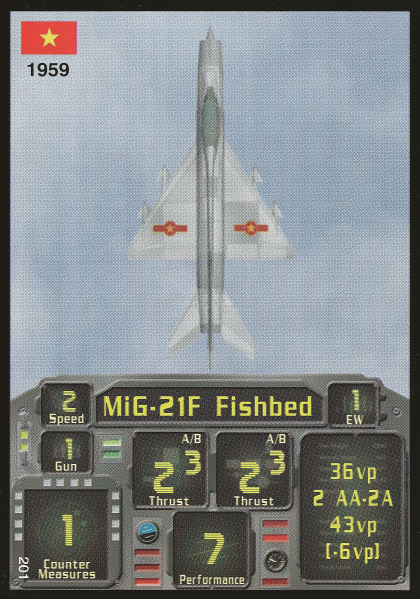 1959
2
Speed
MiG-21F Fishbed
1
EW
1
Gun
A/B
2 3
Thrust
A/B
2 3
Thrust
36vp
2 AA-2A
43vp
[-6vp]
1
Counter
Measures
7
Performance
201